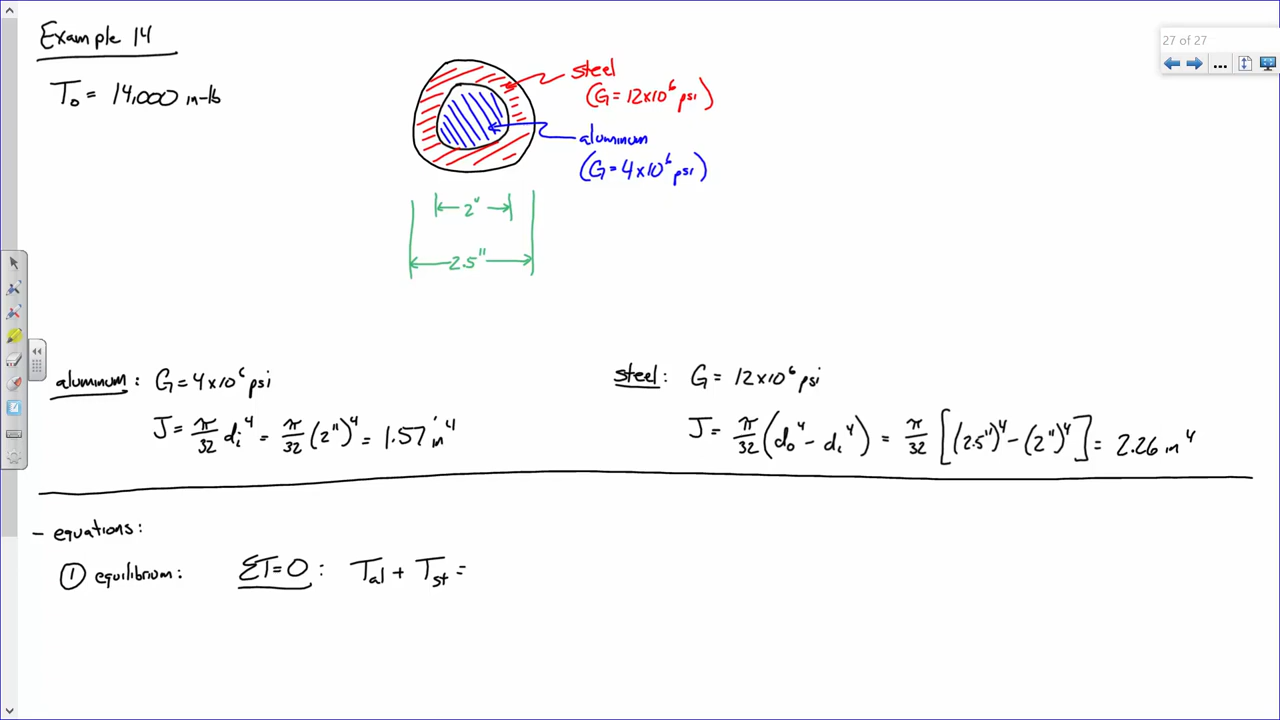 Example 14
27 of 27
T₀ = 14,000 in-lb
steel
(G = 12x10⁶ psi)
aluminum
(G = 4x10⁶ psi)
2"
2.5"
aluminum: G = 4x10⁶ psi
J = π/32 dᵢ⁴ = π/32 (2")⁴ = 1.57 in⁴
steel: G = 12x10⁶ psi
J = π/32 (d₀⁴ - dᵢ⁴) = π/32 [(2.5")⁴ - (2")⁴] = 2.26 in⁴
- equations:
① equilibrium: ΣT=0: T_al + T_st =